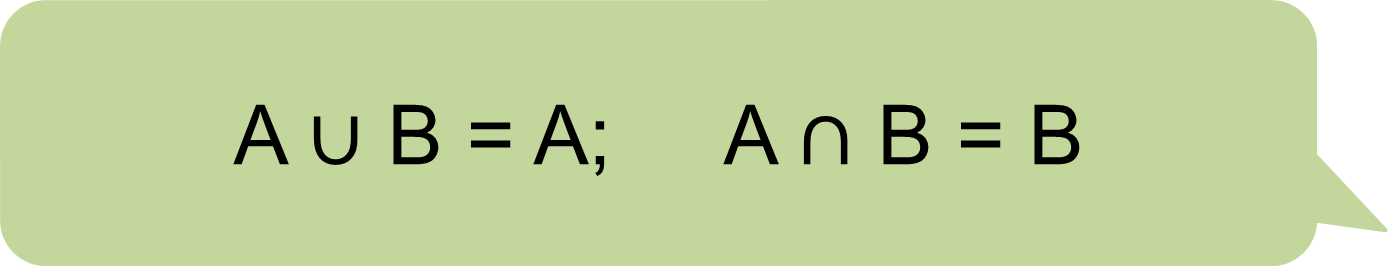 A ∪ B = A; A ∩ B = B